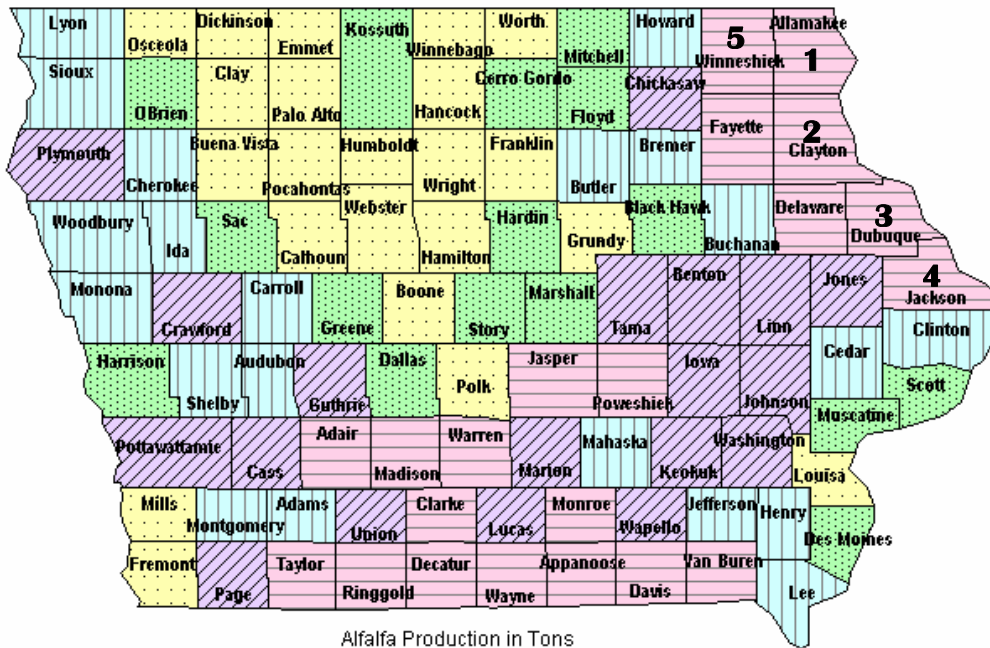 Lyon Osceola Dickinson Emmet Kossuth Winnebago Worth Mitchell Howard 5 Winneshiek Allamakee 1
Sioux OBrien Clay Palo Alto Hancock Cerro Gordo Floyd Chickasaw Fayette 2 Clayton
Plymouth Cherokee Buena Vista Pocahontas Humboldt Wright Franklin Butler Bremer
Woodbury Ida Sac Calhoun Webster Hamilton Hardin Grundy Black Hawk Buchanan Delaware 3 Dubuque
Monona Crawford Carroll Greene Boone Story Marshall Tama Benton Linn Jones 4 Jackson
Harrison Shelby Audubon Guthrie Dallas Polk Jasper Poweshiek Iowa Johnson Cedar Clinton
Scott
Muscatine
Pottawattamie Cass Adair Madison Warren Marion Mahaska Keokuk Washington Louisa
Mills Montgomery Adams Union Clarke Lucas Monroe Wapello Jefferson Henry Des Moines
Fremont Page Taylor Ringgold Decatur Wayne Appanoose Davis Van Buren Lee
Alfalfa Production in Tons